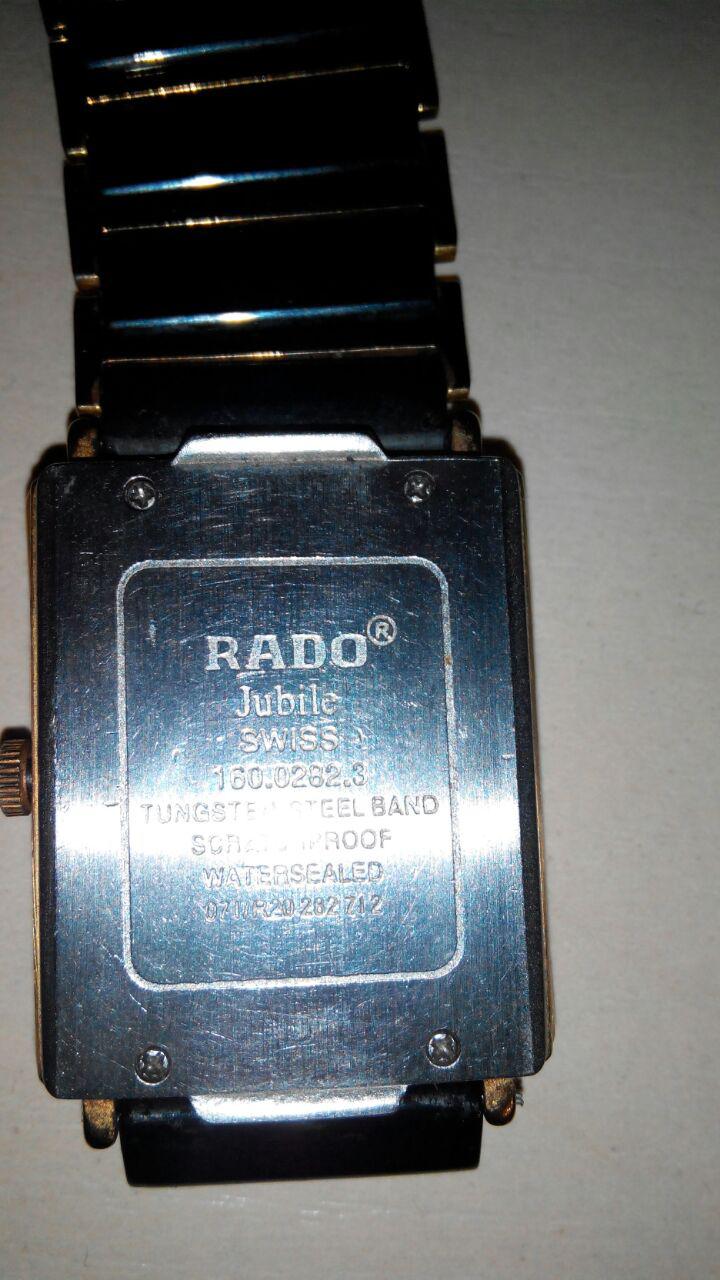 RADO®
Jubile
SWISS
160.0282.3
STEEL BAND
WATERSEALED